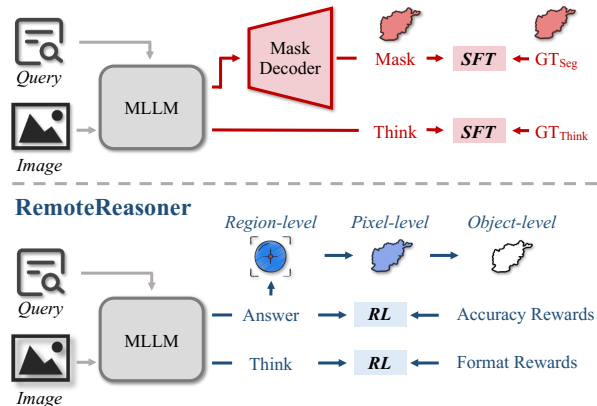 Query
Image
MLLM
Mask
Decoder
Mask
SFT
GT_Seg
Think
SFT
GT_Think
RemoteReasoner
Region-level
Pixel-level
Object-level
Query
Image
MLLM
Answer
RL
Accuracy Rewards
Think
RL
Format Rewards